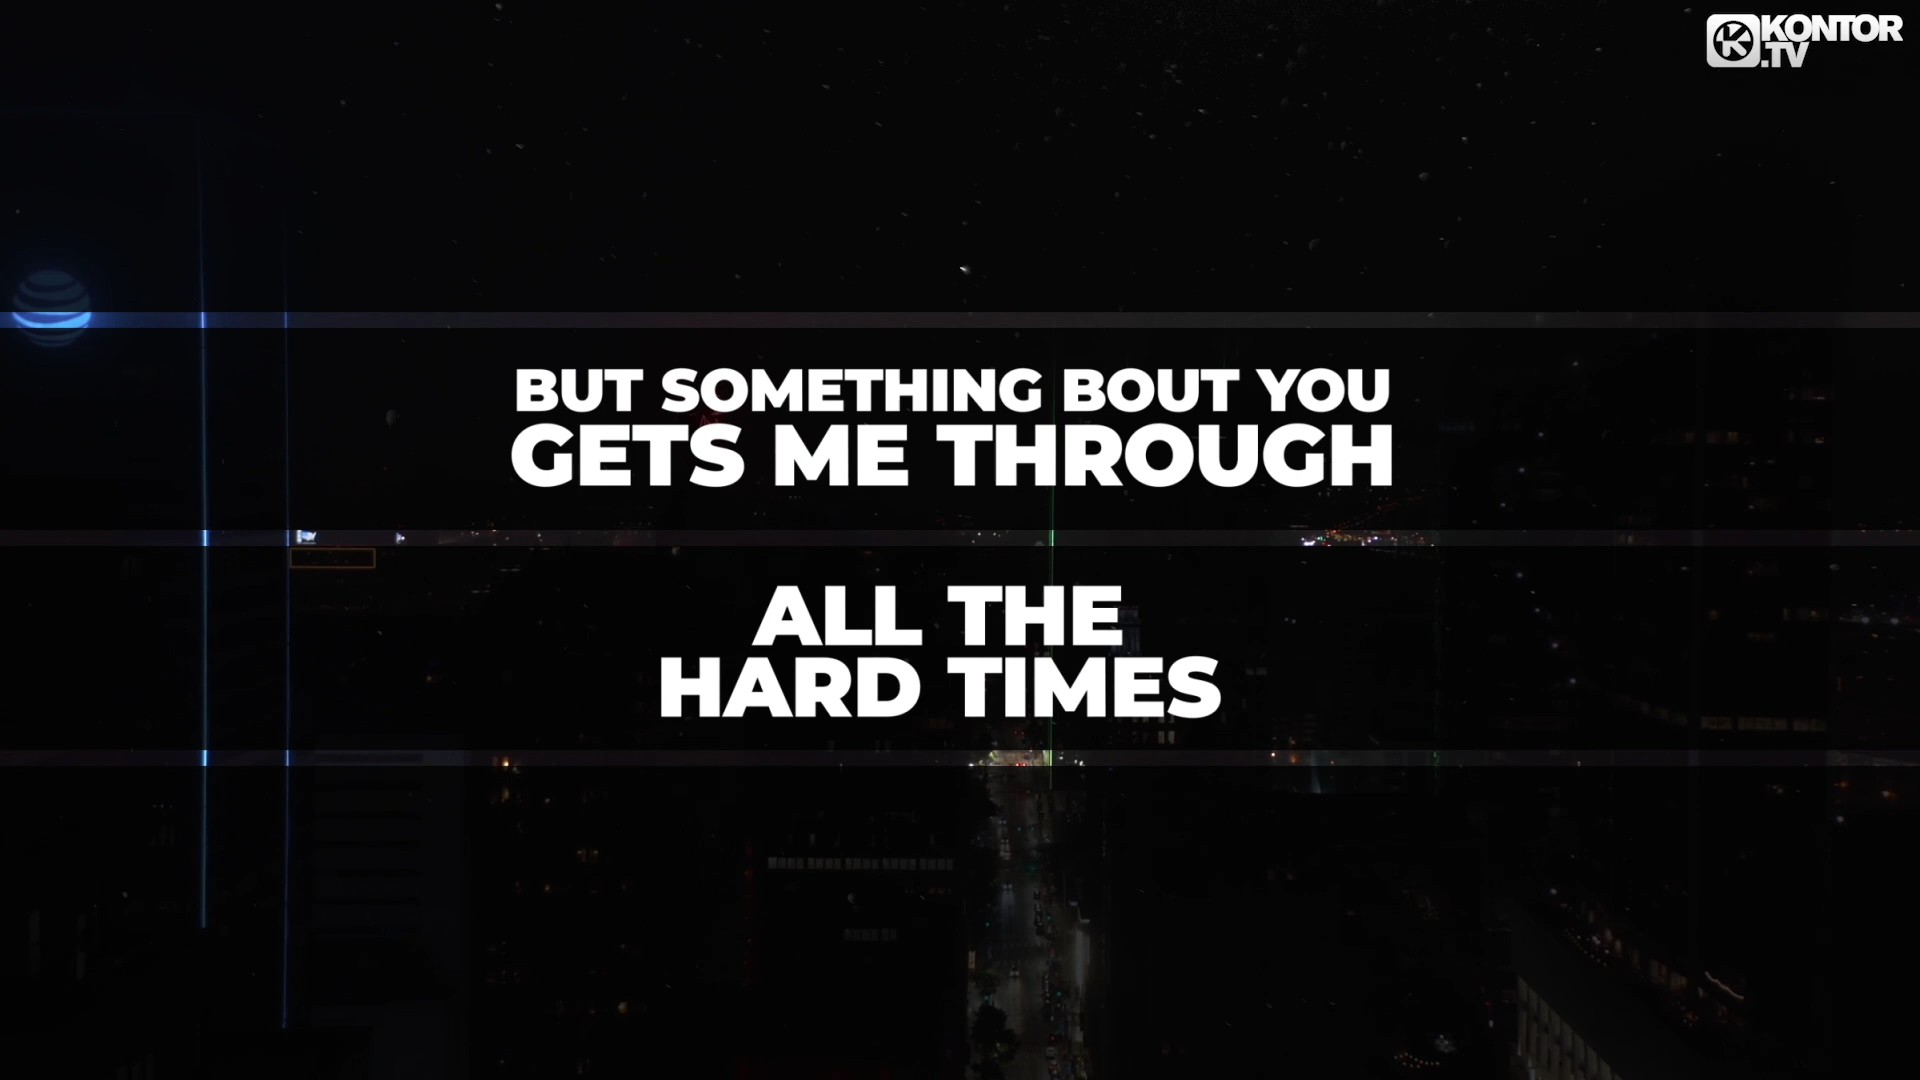 KONTOR
.TV
BUT SOMETHING BOUT YOU
GETS ME THROUGH
ALL THE
HARD TIMES